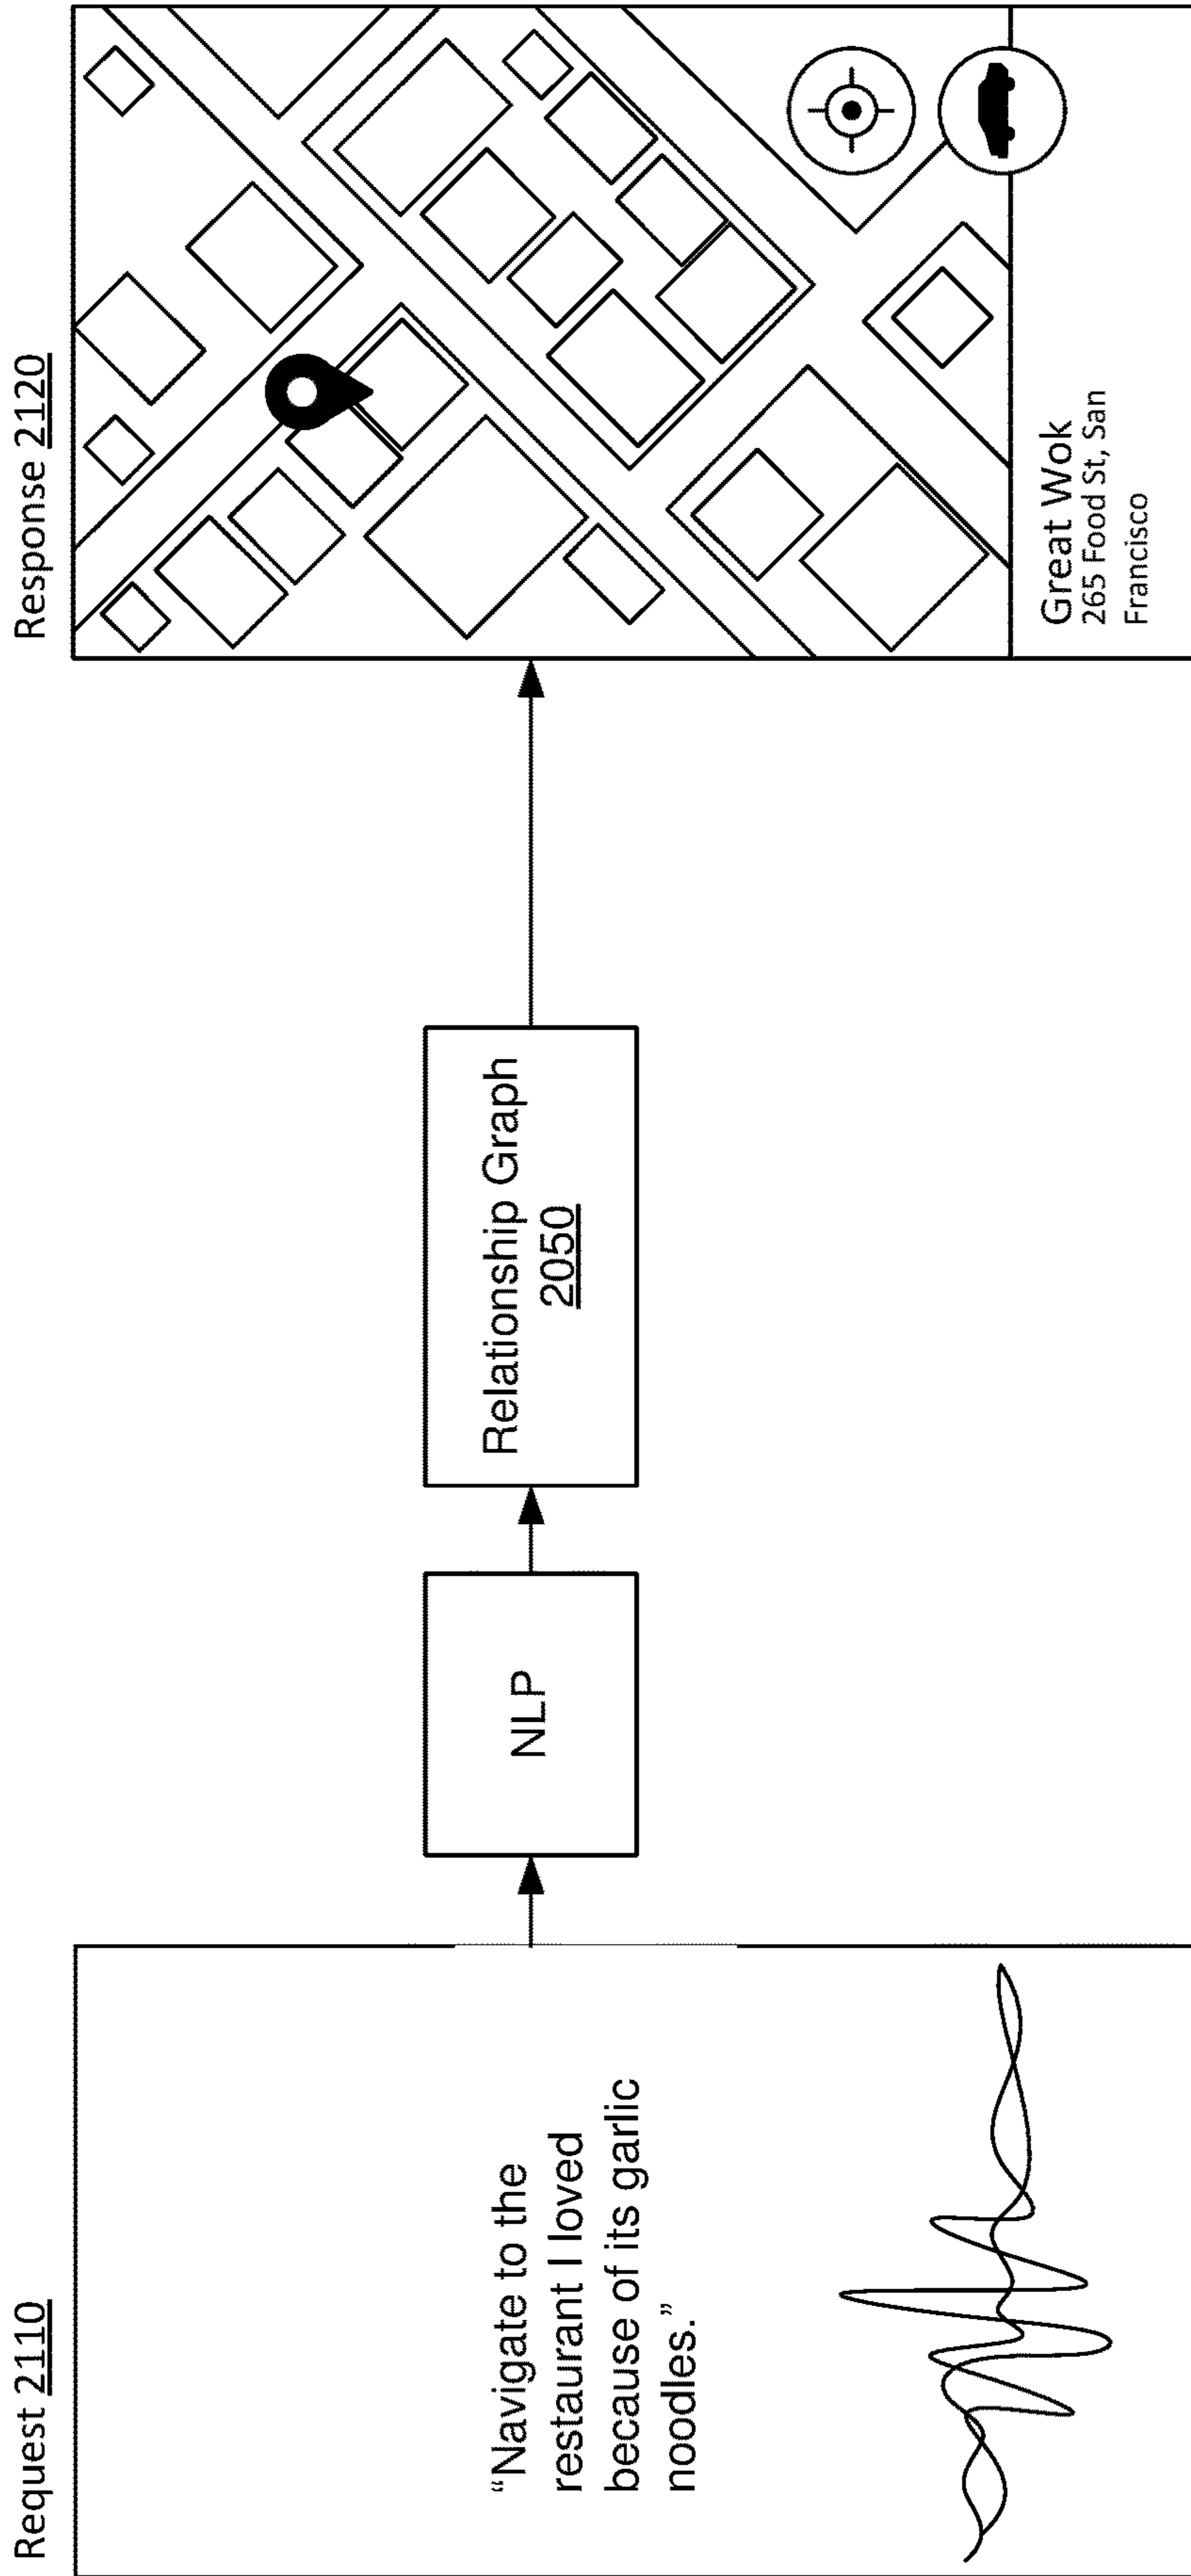 Request 2110
“Navigate to the
restaurant I loved
because of its garlic
noodles.”
NLP
Relationship Graph
2050
Response 2120
Great Wok
265 Food St, San
Francisco